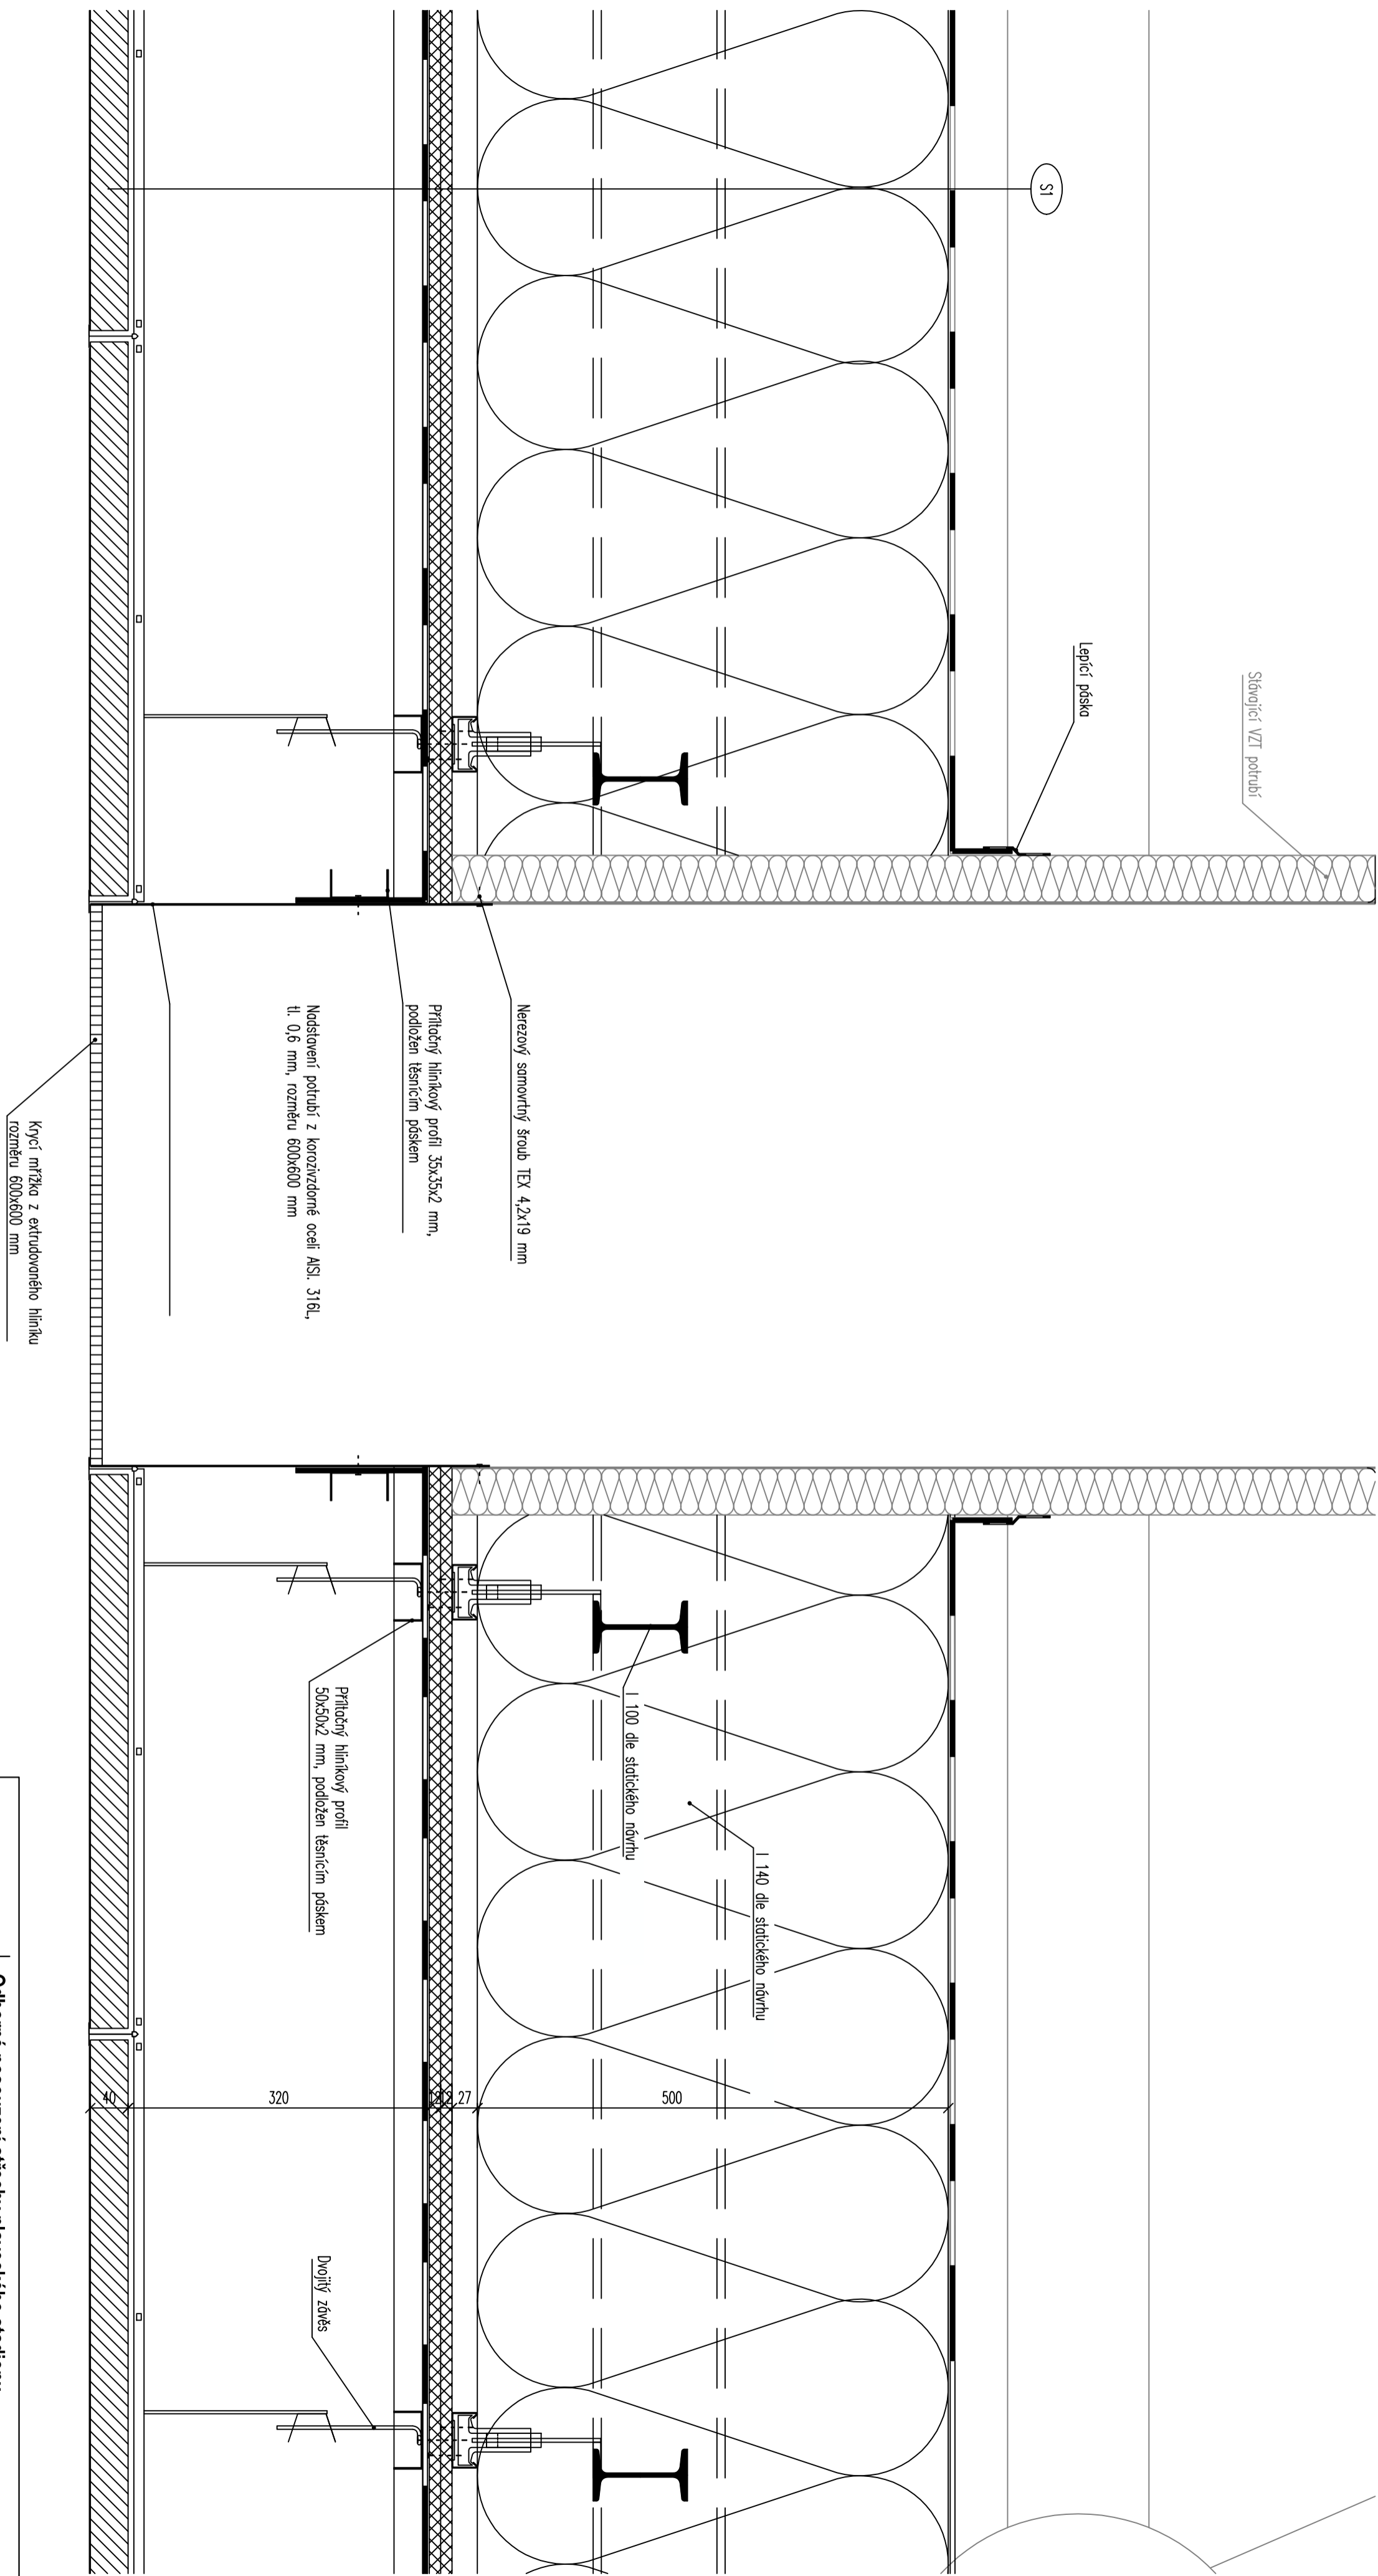 S1
Stávající VZT potrubí
Lepící páska
Nerezový samovrtný šroub TEX 4,2x19 mm
Přítlačný hliníkový profil 35x35x2 mm,
podložen těsnícím páskem
Nadstavení potrubí z korozivzdorné oceli AISI. 316L,
tl. 0,6 mm, rozměru 600x600 mm
Krycí mřížka z extrudovaného hliníku
rozměru 600x600 mm
I 140 dle statického návrhu
I 100 dle statického návrhu
Přítlačný hliníkový profil
50x50x2 mm, podložen těsnícím páskem
Dvojitý závěs
40
320
27
500